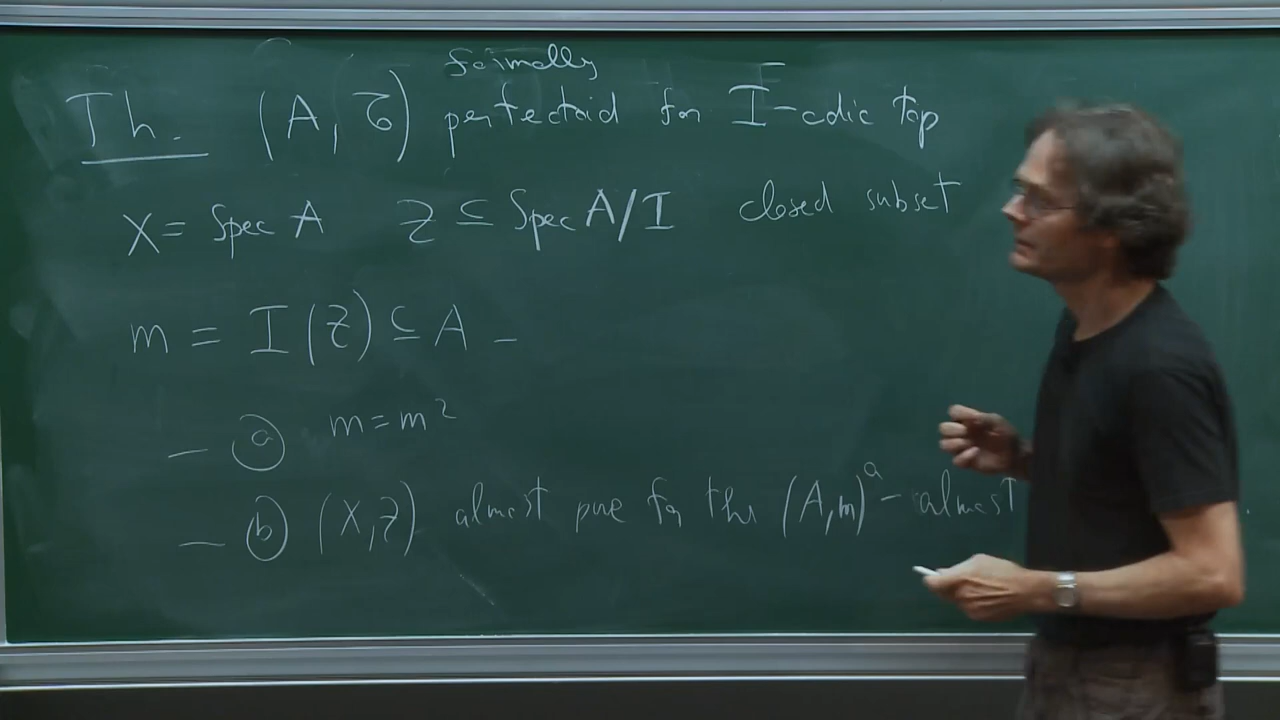 formally
Th. (A, τ) perfectoid for I-adic top
X = Spec A Z ⊆ Spec A/I closed subset
m = I(Z) ⊆ A -
- ⓐ m = m²
- ⓑ (X, Z) almost pure for the (A, m)ᵃ - almost